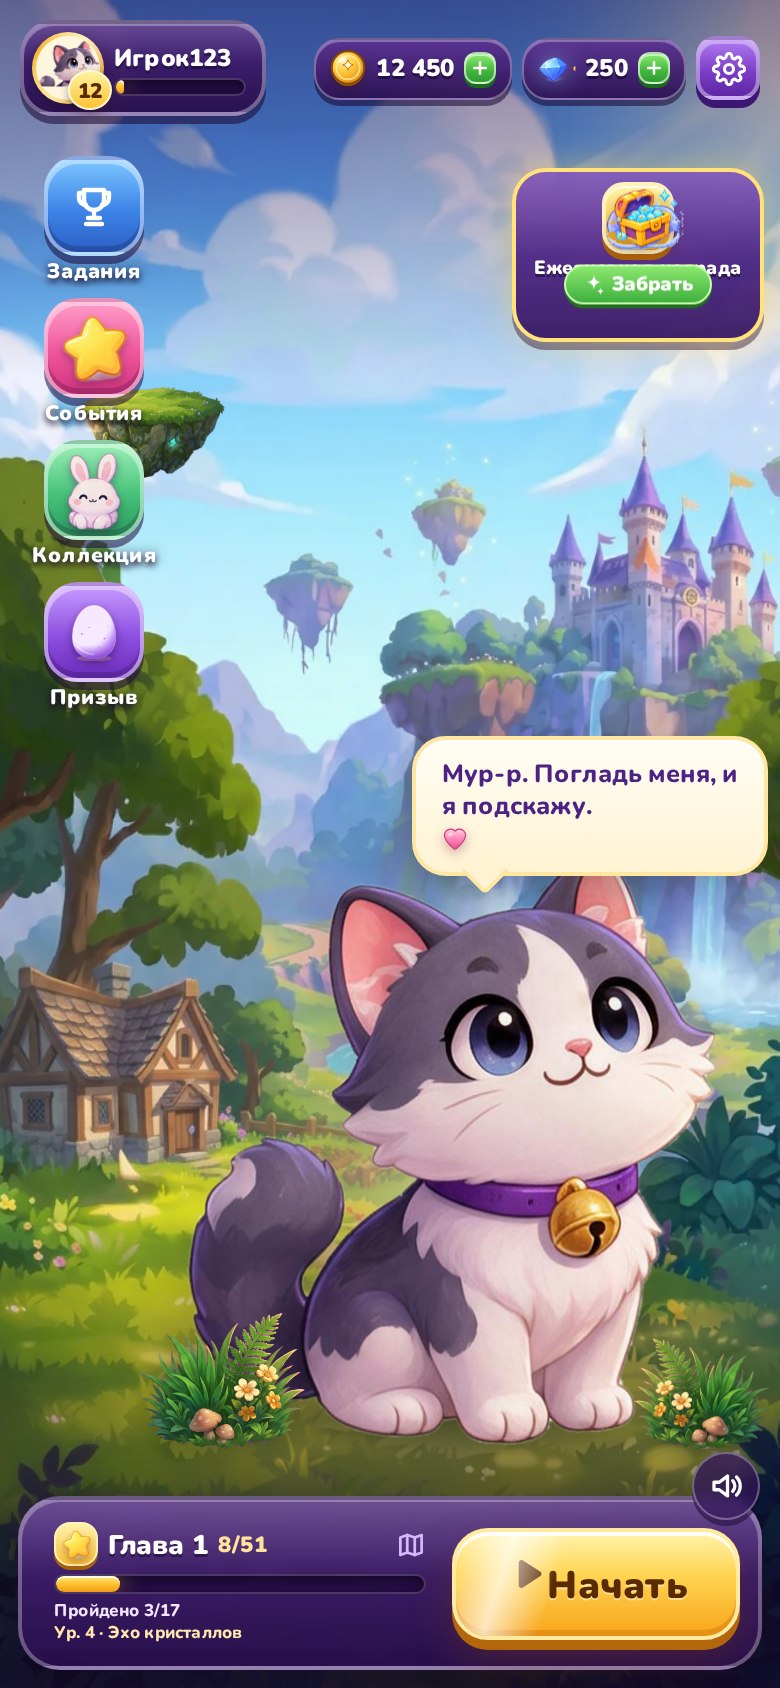 Игрок123
12
12 450
250
Забрать
Задания
События
Коллекция
Призыв
Мур-р. Погладь меня, и
я подскажу.
Глава 1 8/51
Пройдено 3/17
Ур. 4 · Эхо кристаллов
Начать